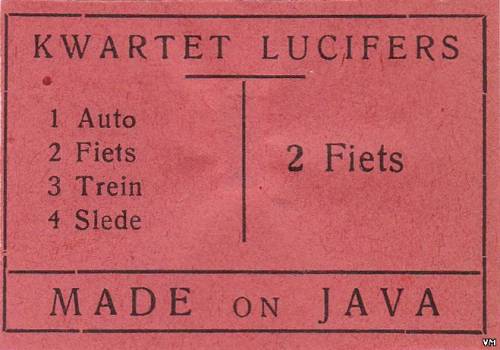 KWARTET LUCIFERS
1 Auto
2 Fiets
3 Trein
4 Slede
2 Fiets
MADE ON JAVA
VM